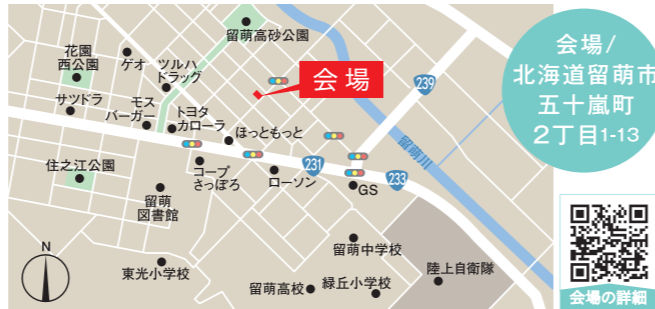 留萌高砂公園
花園
西公園
ゲオ
ツルハ
ドラッグ
会場
239
サツドラ
モス
バーガー
トヨタ
カローラ
ほっともっと
留萌川
住之江公園
コープ
さっぽろ
ローソン
231
233
GS
留萌
図書館
N
東光小学校
留萌中学校
留萌高校
緑丘小学校
陸上自衛隊
会場/
北海道留萌市
五十嵐町
2丁目1-13
会場の詳細